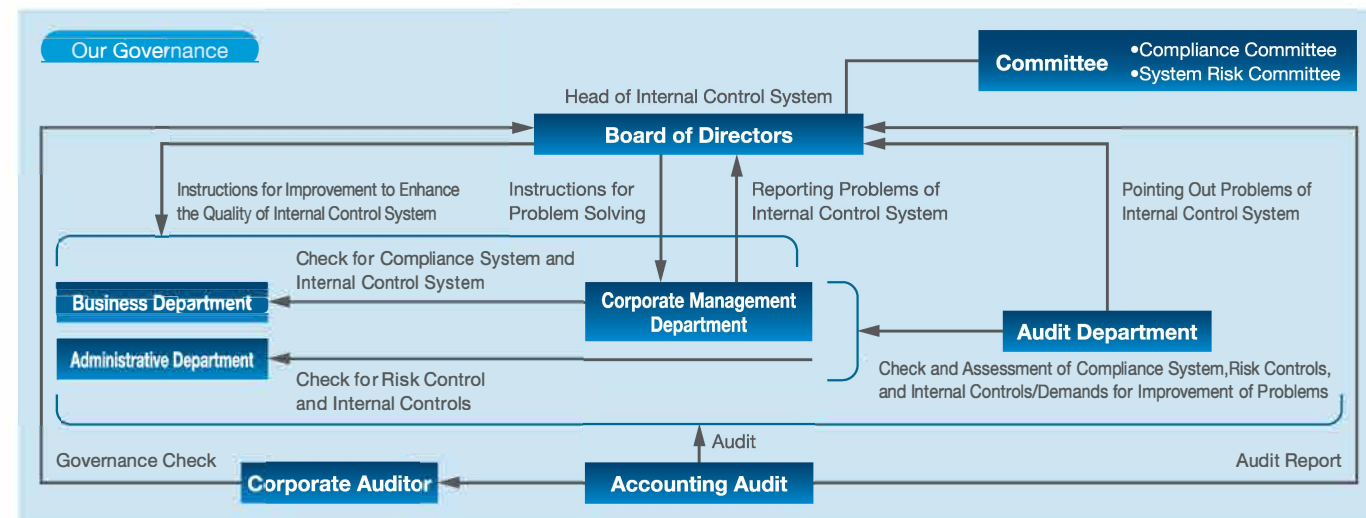 Our Governance
Committee
•Compliance Committee
•System Risk Committee
Head of Internal Control System
Board of Directors
Instructions for Improvement to Enhance
the Quality of Internal Control System
Instructions for
Problem Solving
Reporting Problems of
Internal Control System
Pointing Out Problems of
Internal Control System
Check for Compliance System and
Internal Control System
Business Department
Corporate Management
Department
Audit Department
Administrative Department
Check for Risk Control
and Internal Controls
Check and Assessment of Compliance System,Risk Controls,
and Internal Controls/Demands for Improvement of Problems
Audit
Governance Check
Audit Report
Corporate Auditor
Accounting Audit